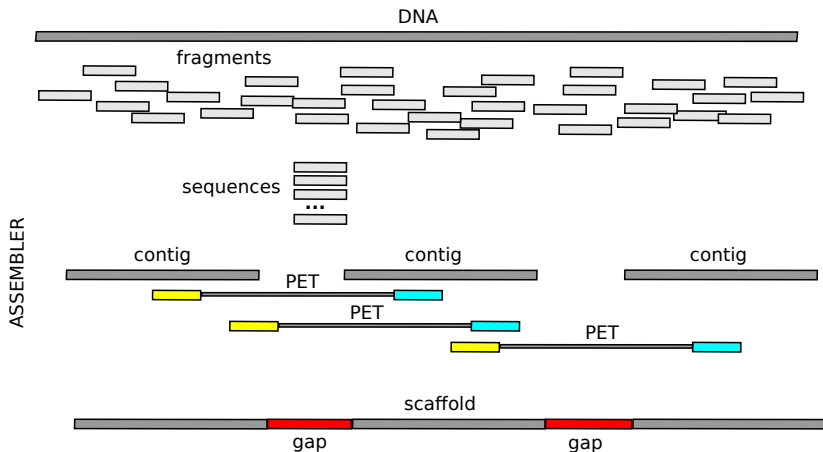 DNA
fragments
sequences
...
ASSEMBLER
contig contig contig
PET
PET
PET
scaffold
gap gap